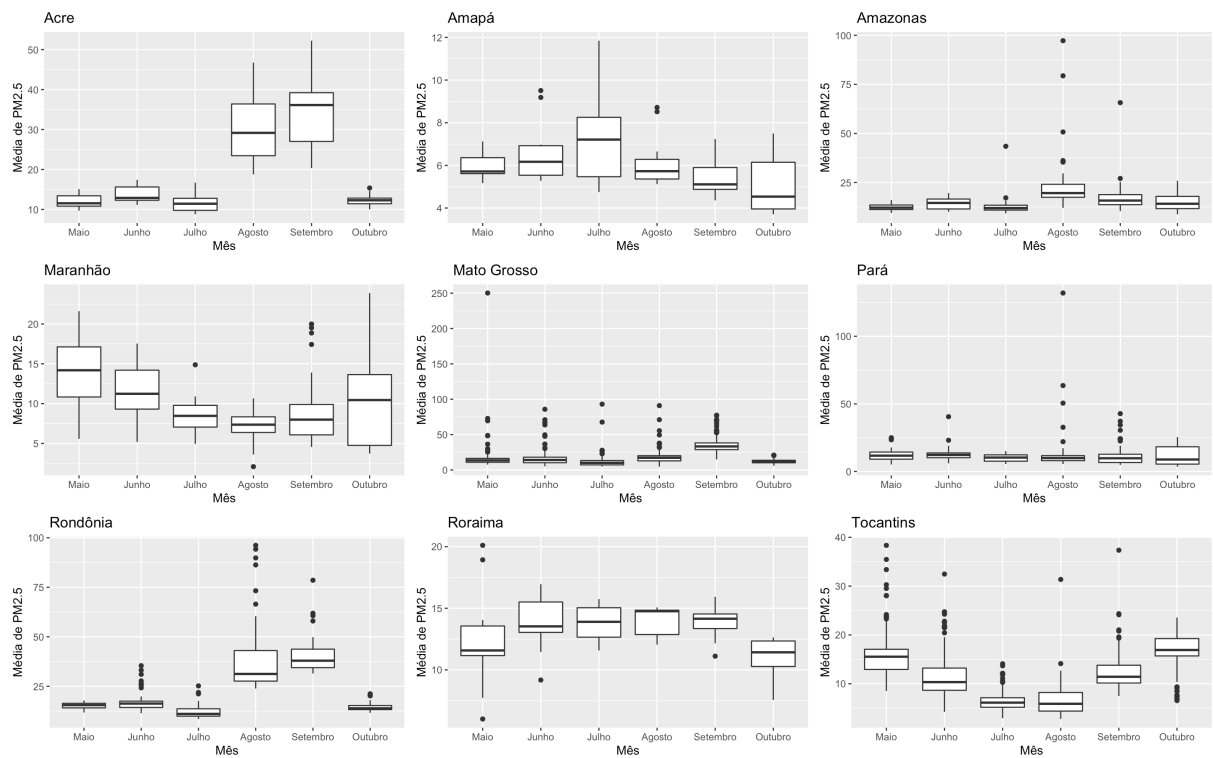 Acre
Amapá
Amazonas
Média de PM2.5
50
40
30
20
10
Maio Junho Julho Agosto Setembro Outubro
Mês
Média de PM2.5
12
10
8
6
4
Maio Junho Julho Agosto Setembro Outubro
Mês
Média de PM2.5
100
75
50
25
Maio Junho Julho Agosto Setembro Outubro
Mês
Maranhão
Mato Grosso
Pará
Média de PM2.5
20
15
10
5
Maio Junho Julho Agosto Setembro Outubro
Mês
Média de PM2.5
250
200
150
100
50
0
Maio Junho Julho Agosto Setembro Outubro
Mês
Média de PM2.5
100
50
0
Maio Junho Julho Agosto Setembro Outubro
Mês
Rondônia
Roraima
Tocantins
Média de PM2.5
100
75
50
25
Maio Junho Julho Agosto Setembro Outubro
Mês
Média de PM2.5
20
15
10
Maio Junho Julho Agosto Setembro Outubro
Mês
Média de PM2.5
40
30
20
10
Maio Junho Julho Agosto Setembro Outubro
Mês